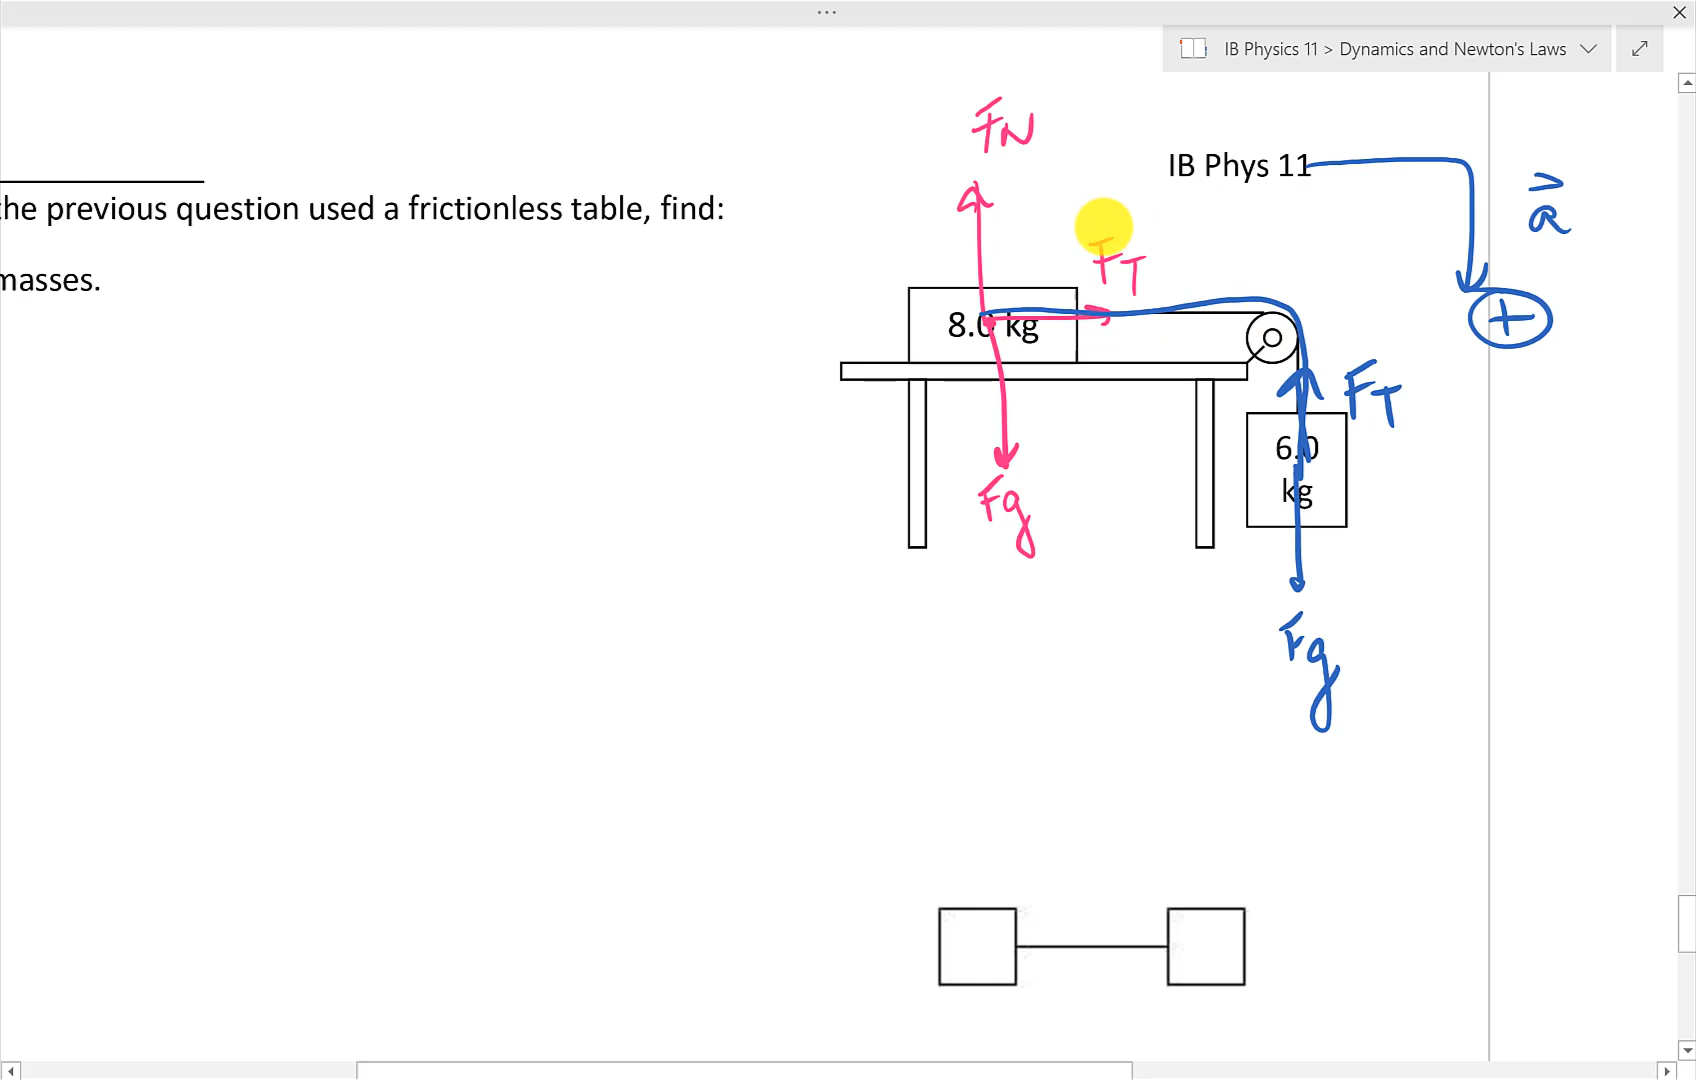 IB Physics 11 > Dynamics and Newton's Laws
FN
IB Phys 11
a
the previous question used a frictionless table, find:
FT
masses.
8.0 kg
+
FT
6.0
kg
Fg
Fg